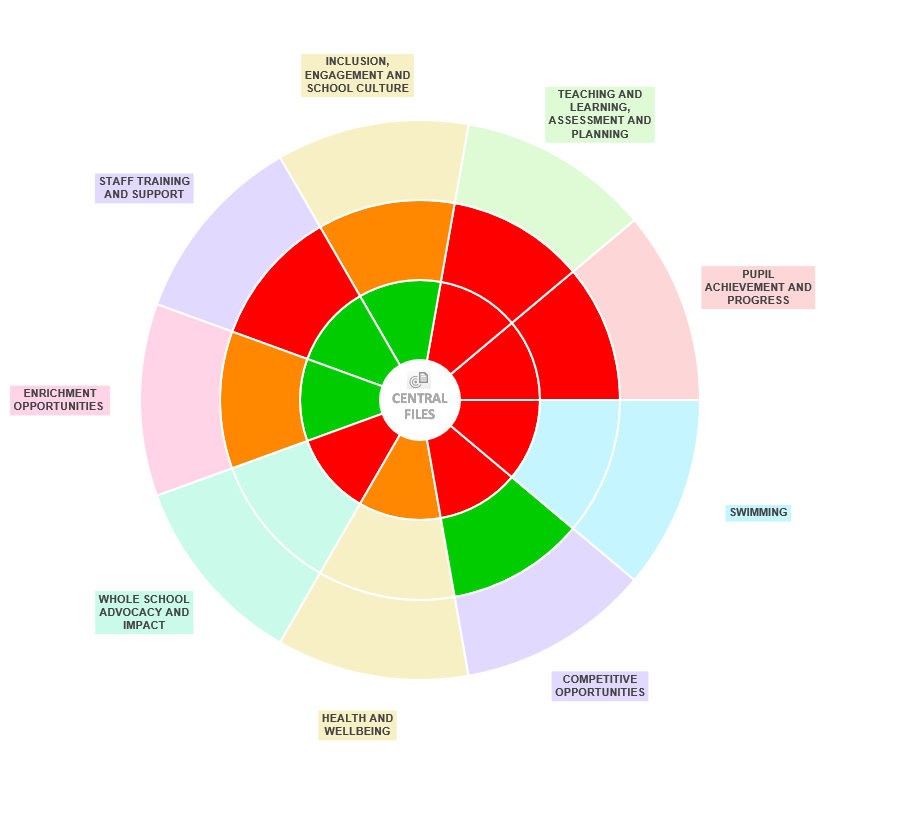 INCLUSION,
ENGAGEMENT AND
SCHOOL CULTURE
TEACHING AND
LEARNING,
ASSESSMENT AND
PLANNING
STAFF TRAINING
AND SUPPORT
PUPIL
ACHIEVEMENT AND
PROGRESS
ENRICHMENT
OPPORTUNITIES
CENTRAL
FILES
SWIMMING
WHOLE SCHOOL
ADVOCACY AND
IMPACT
COMPETITIVE
OPPORTUNITIES
HEALTH AND
WELLBEING